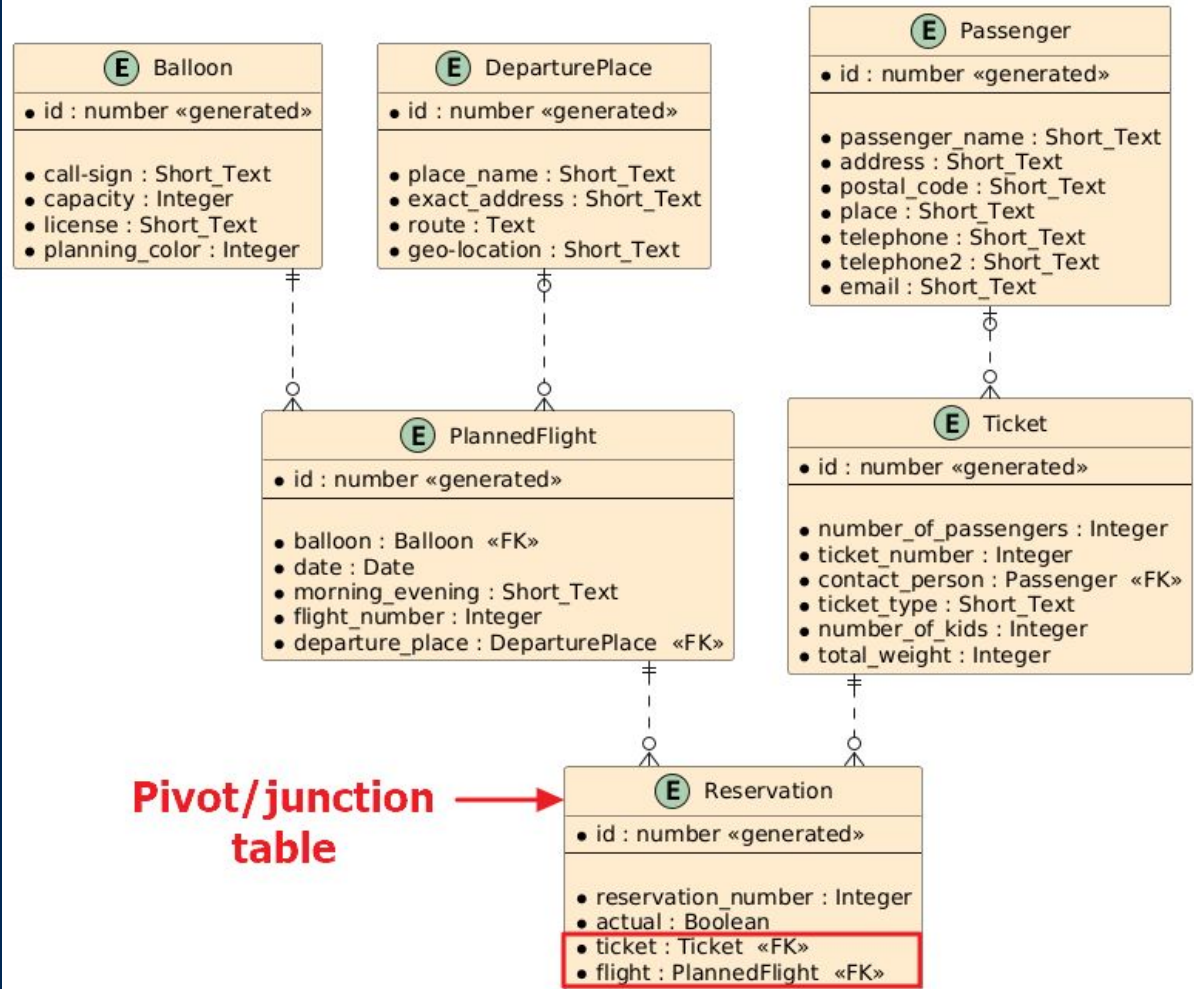 E Balloon
• id : number «generated»
• call-sign : Short_Text
• capacity : Integer
• license : Short_Text
• planning_color : Integer
E DeparturePlace
• id : number «generated»
• place_name : Short_Text
• exact_address : Short_Text
• route : Text
• geo-location : Short_Text
E Passenger
• id : number «generated»
• passenger_name : Short_Text
• address : Short_Text
• postal_code : Short_Text
• place : Short_Text
• telephone : Short_Text
• telephone2 : Short_Text
• email : Short_Text
E PlannedFlight
• id : number «generated»
• balloon : Balloon «FK»
• date : Date
• morning_evening : Short_Text
• flight_number : Integer
• departure_place : DeparturePlace «FK»
E Ticket
• id : number «generated»
• number_of_passengers : Integer
• ticket_number : Integer
• contact_person : Passenger «FK»
• ticket_type : Short_Text
• number_of_kids : Integer
• total_weight : Integer
Pivot/junction
table
E Reservation
• id : number «generated»
• reservation_number : Integer
• actual : Boolean
• ticket : Ticket «FK»
• flight : PlannedFlight «FK»